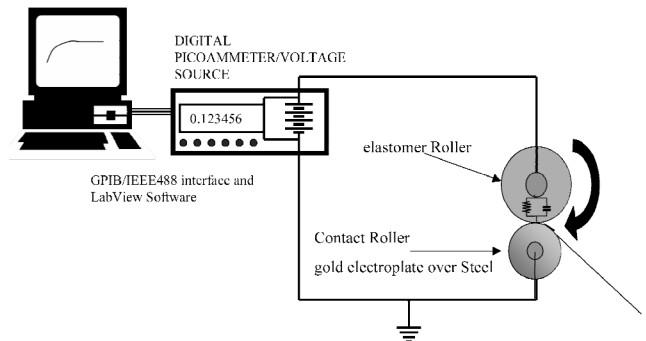 DIGITAL
PICOAMMETER/VOLTAGE
SOURCE
0.123456
elastomer Roller
GPIB/IEEE488 interface and
LabView Software
Contact Roller
gold electroplate over Steel